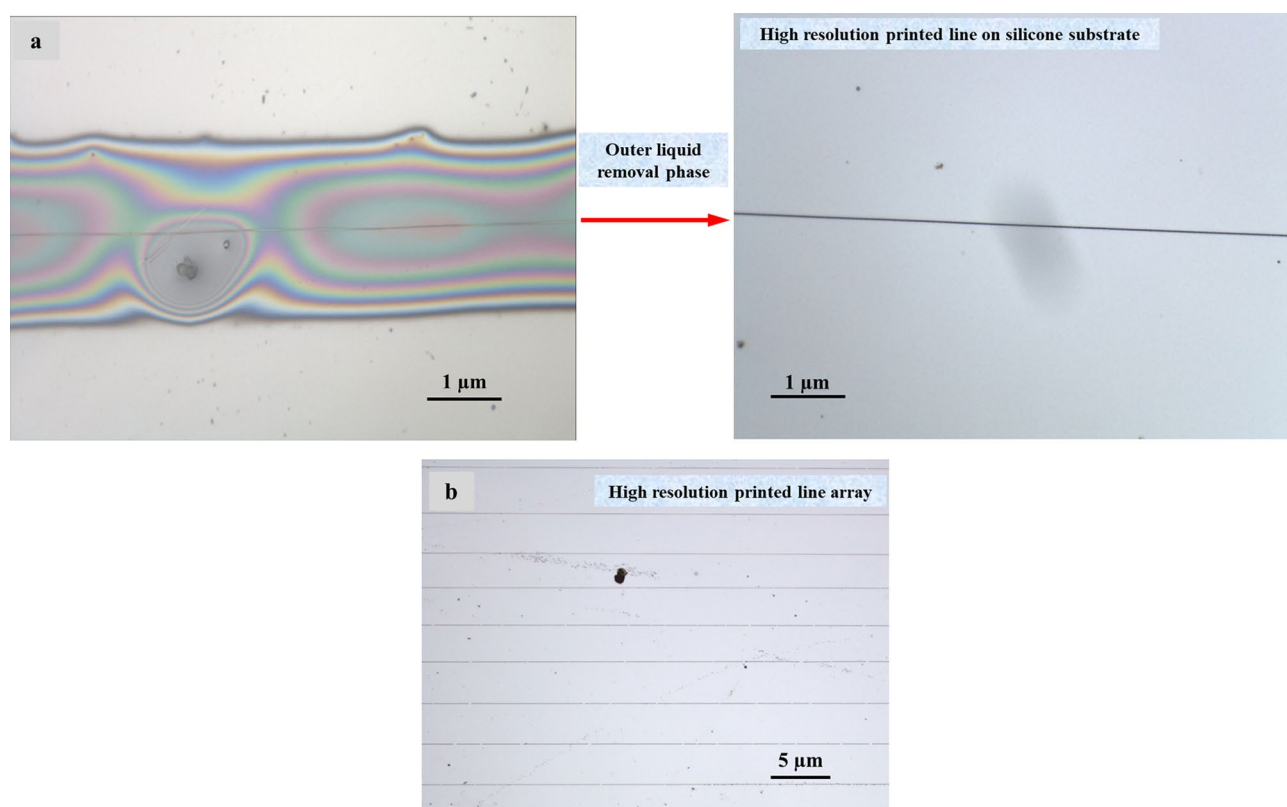 a
High resolution printed line on silicone substrate
Outer liquid
removal phase
1 µm
1 µm
b
High resolution printed line array
5 µm